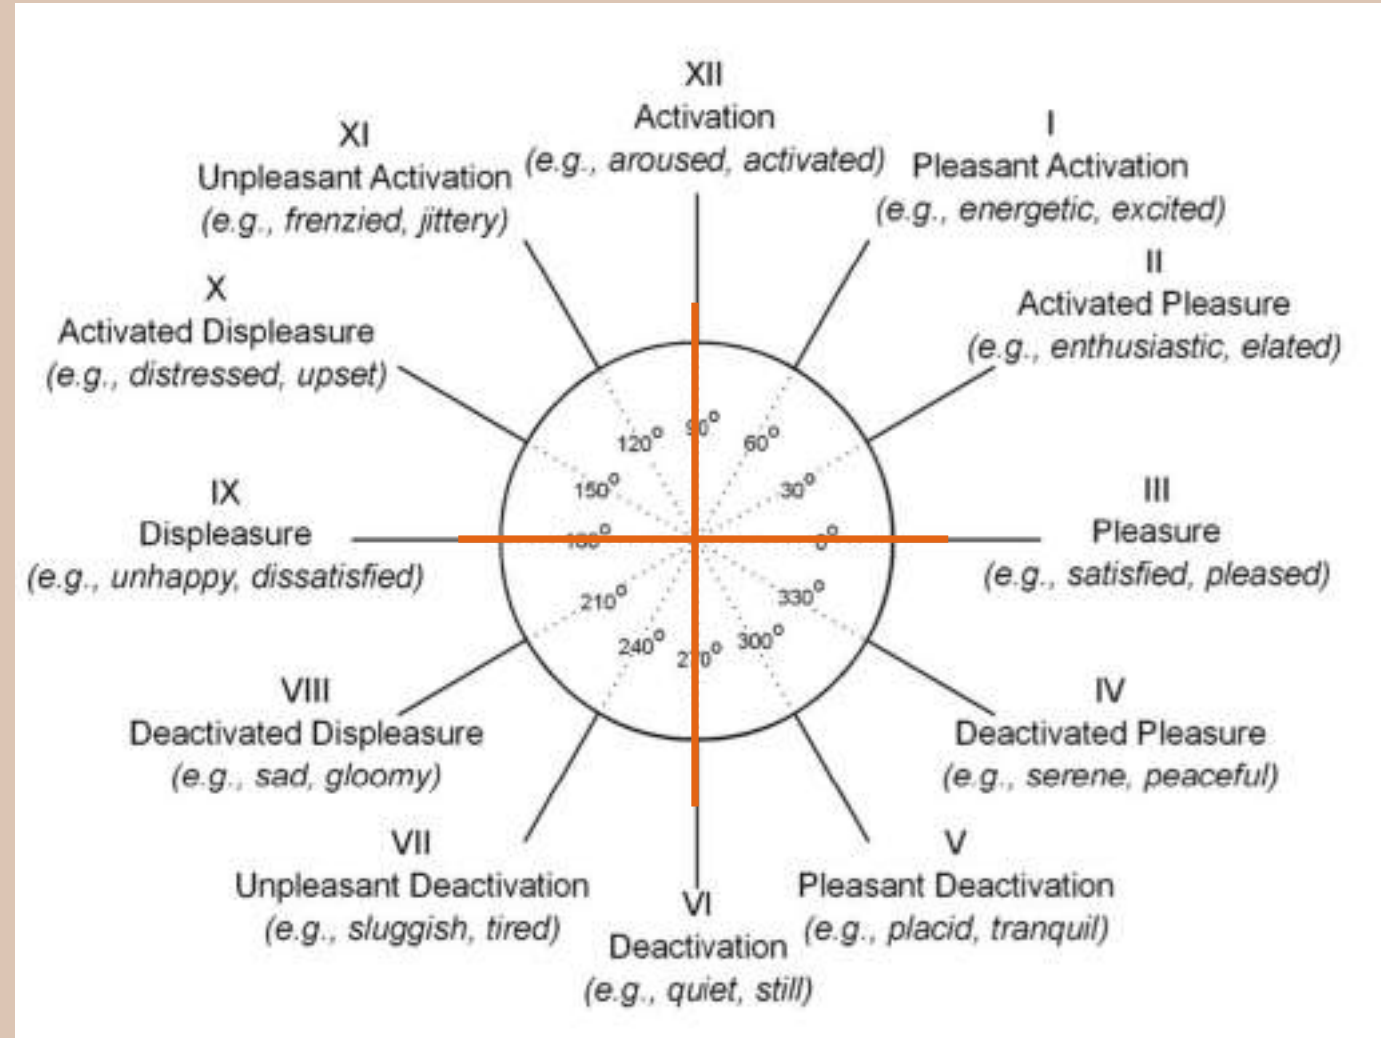 XII
Activation
(e.g., aroused, activated)
I
Pleasant Activation
(e.g., energetic, excited)
II
Activated Pleasure
(e.g., enthusiastic, elated)
III
Pleasure
(e.g., satisfied, pleased)
IV
Deactivated Pleasure
(e.g., serene, peaceful)
V
Pleasant Deactivation
(e.g., placid, tranquil)
VI
Deactivation
(e.g., quiet, still)
VII
Unpleasant Deactivation
(e.g., sluggish, tired)
VIII
Deactivated Displeasure
(e.g., sad, gloomy)
IX
Displeasure
(e.g., unhappy, dissatisfied)
X
Activated Displeasure
(e.g., distressed, upset)
XI
Unpleasant Activation
(e.g., frenzied, jittery)
90°
60°
30°
0°
330°
300°
270°
240°
210°
180°
150°
120°